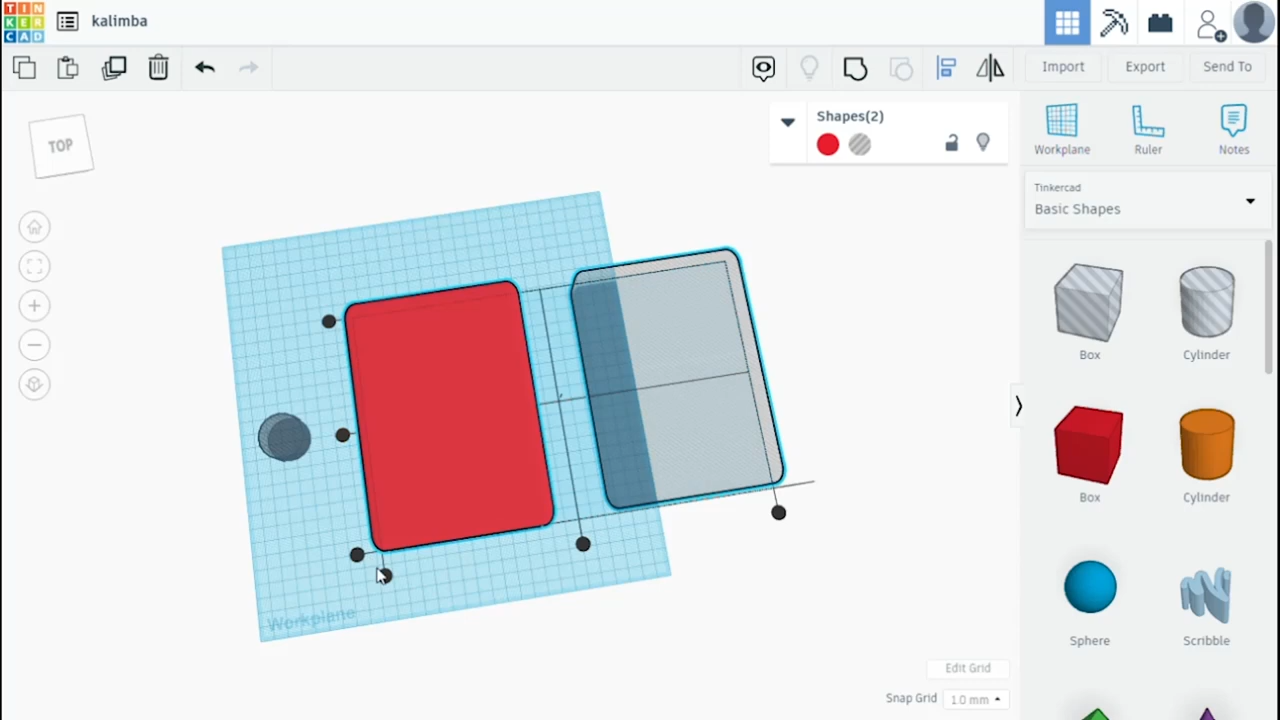 TIN
KER
CAD
kalimba
Import
Export
Send To
TOP
Shapes(2)
Workplane
Ruler
Notes
Tinkercad
Basic Shapes
Box
Cylinder
Box
Cylinder
Sphere
Scribble
Workplane
Edit Grid
Snap Grid
1.0 mm